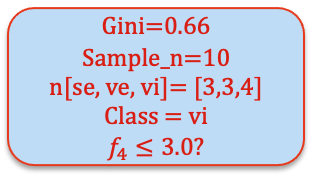 Gini=0.66
Sample_n=10
n[se, ve, vi]= [3,3,4]
Class = vi
f₄ ≤ 3.0?